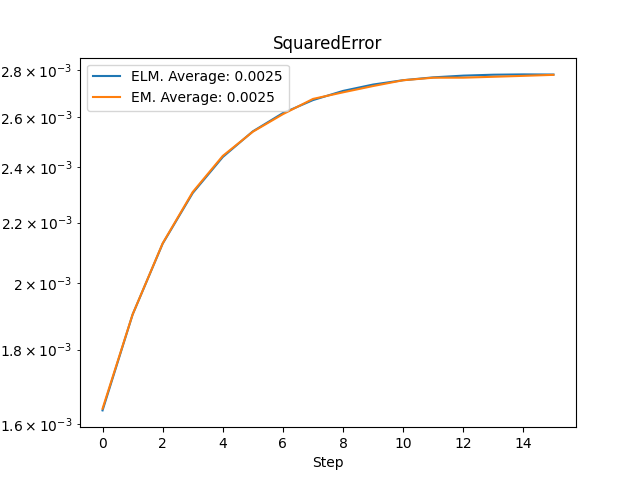 SquaredError
ELM. Average: 0.0025
EM. Average: 0.0025
2.8 × 10⁻³
2.6 × 10⁻³
2.4 × 10⁻³
2.2 × 10⁻³
2 × 10⁻³
1.8 × 10⁻³
1.6 × 10⁻³
0 2 4 6 8 10 12 14
Step